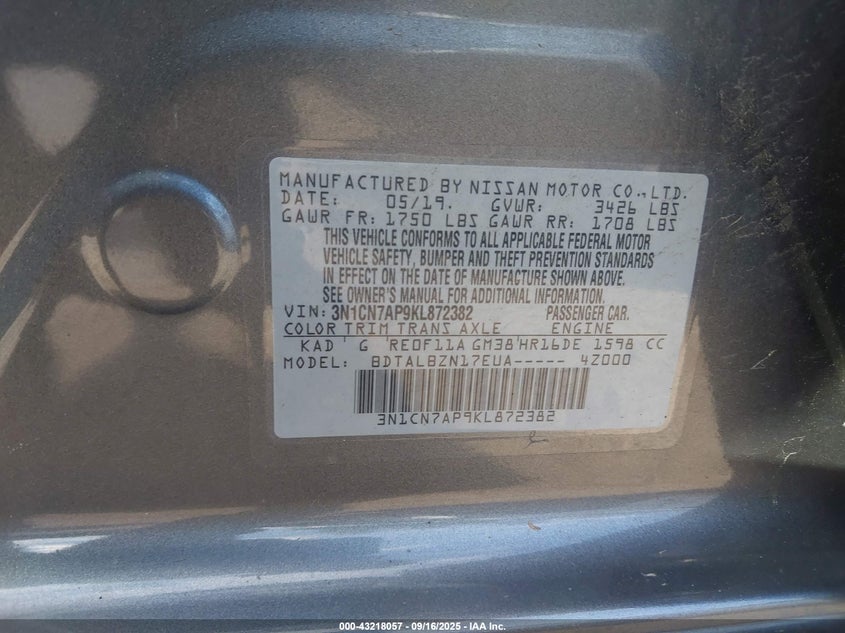 MANUFACTURED BY NISSAN MOTOR CO.,LTD.
DATE: 05/19. GVWR: 3426 LBS
GAWR FR: 1750 LBS GAWR RR: 1708 LBS
THIS VEHICLE CONFORMS TO ALL APPLICABLE FEDERAL MOTOR
VEHICLE SAFETY, BUMPER AND THEFT PREVENTION STANDARDS
IN EFFECT ON THE DATE OF MANUFACTURE SHOWN ABOVE.
SEE OWNER'S MANUAL FOR ADDITIONAL INFORMATION.
VIN: 3N1CN7AP9KL872382 PASSENGER CAR.
COLOR TRIM TRANS AXLE ENGINE
KAD G RE0F11A GM38 HR16DE 1598 CC
MODEL: BDTALBZN17EUA----- 4Z000
3N1CN7AP9KL872382
000-43218057 - 09/16/2025 - IAA Inc.